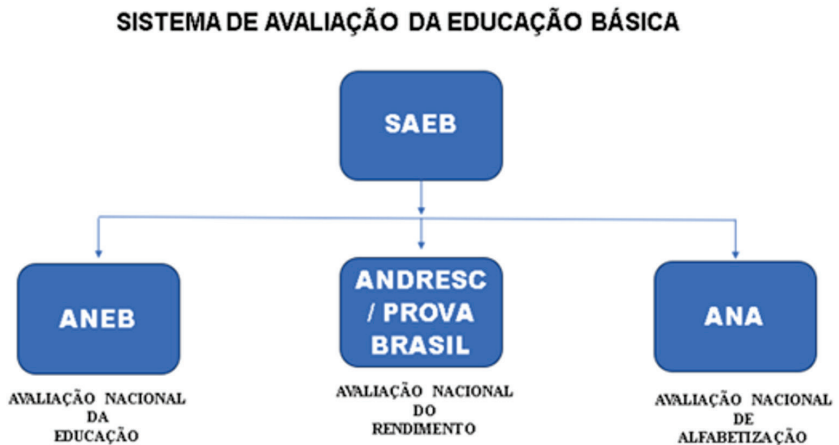 SISTEMA DE AVALIAÇÃO DA EDUCAÇÃO BÁSICA
SAEB
ANEB
ANDRESC
/ PROVA
BRASIL
ANA
AVALIAÇÃO NACIONAL
DA
EDUCAÇÃO
AVALIAÇÃO NACIONAL
DO
RENDIMENTO
AVALIAÇÃO NACIONAL
DE
ALFABETIZAÇÃO